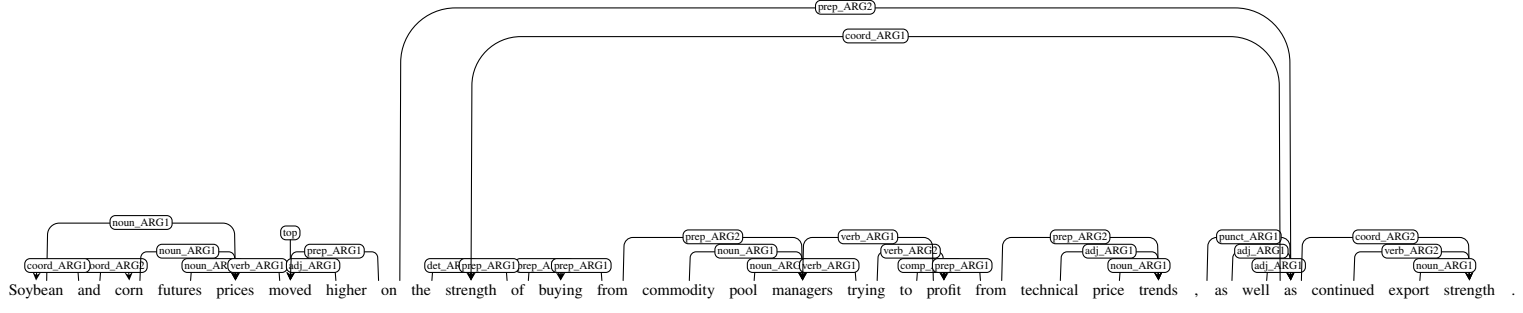 prep_ARG2
coord_ARG1
noun_ARG1
top
noun_ARG1 prep_ARG1 prep_ARG2 noun_ARG1 verb_ARG1 verb_ARG2 prep_ARG2 adj_ARG1 punct_ARG1 adj_ARG1 coord_ARG2 verb_ARG2
coord_ARG1 verb_ARG1 adj_ARG1 prep_ARG1 prep_ARG1 verb_ARG1 prep_ARG1 noun_ARG1 adj_ARG1 noun_ARG1
Soybean and corn futures prices moved higher on the strength of buying from commodity pool managers trying to profit from technical price trends , as well as continued export strength .